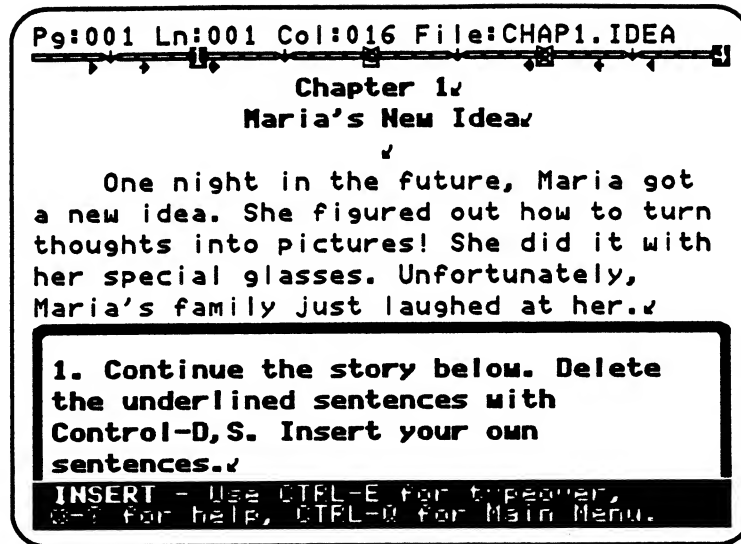 Pg:001 Ln:001 Col:016 File:CHAP1.IDEA
Chapter 1
Maria's New Idea
One night in the future, Maria got
a new idea. She figured out how to turn
thoughts into pictures! She did it with
her special glasses. Unfortunately,
Maria's family just laughed at her.
1. Continue the story below. Delete
the underlined sentences with
Control-D,S. Insert your own
sentences.
INSERT - Use CTRL-E for typeover,
for help, CTRL-Q for Main Menu.